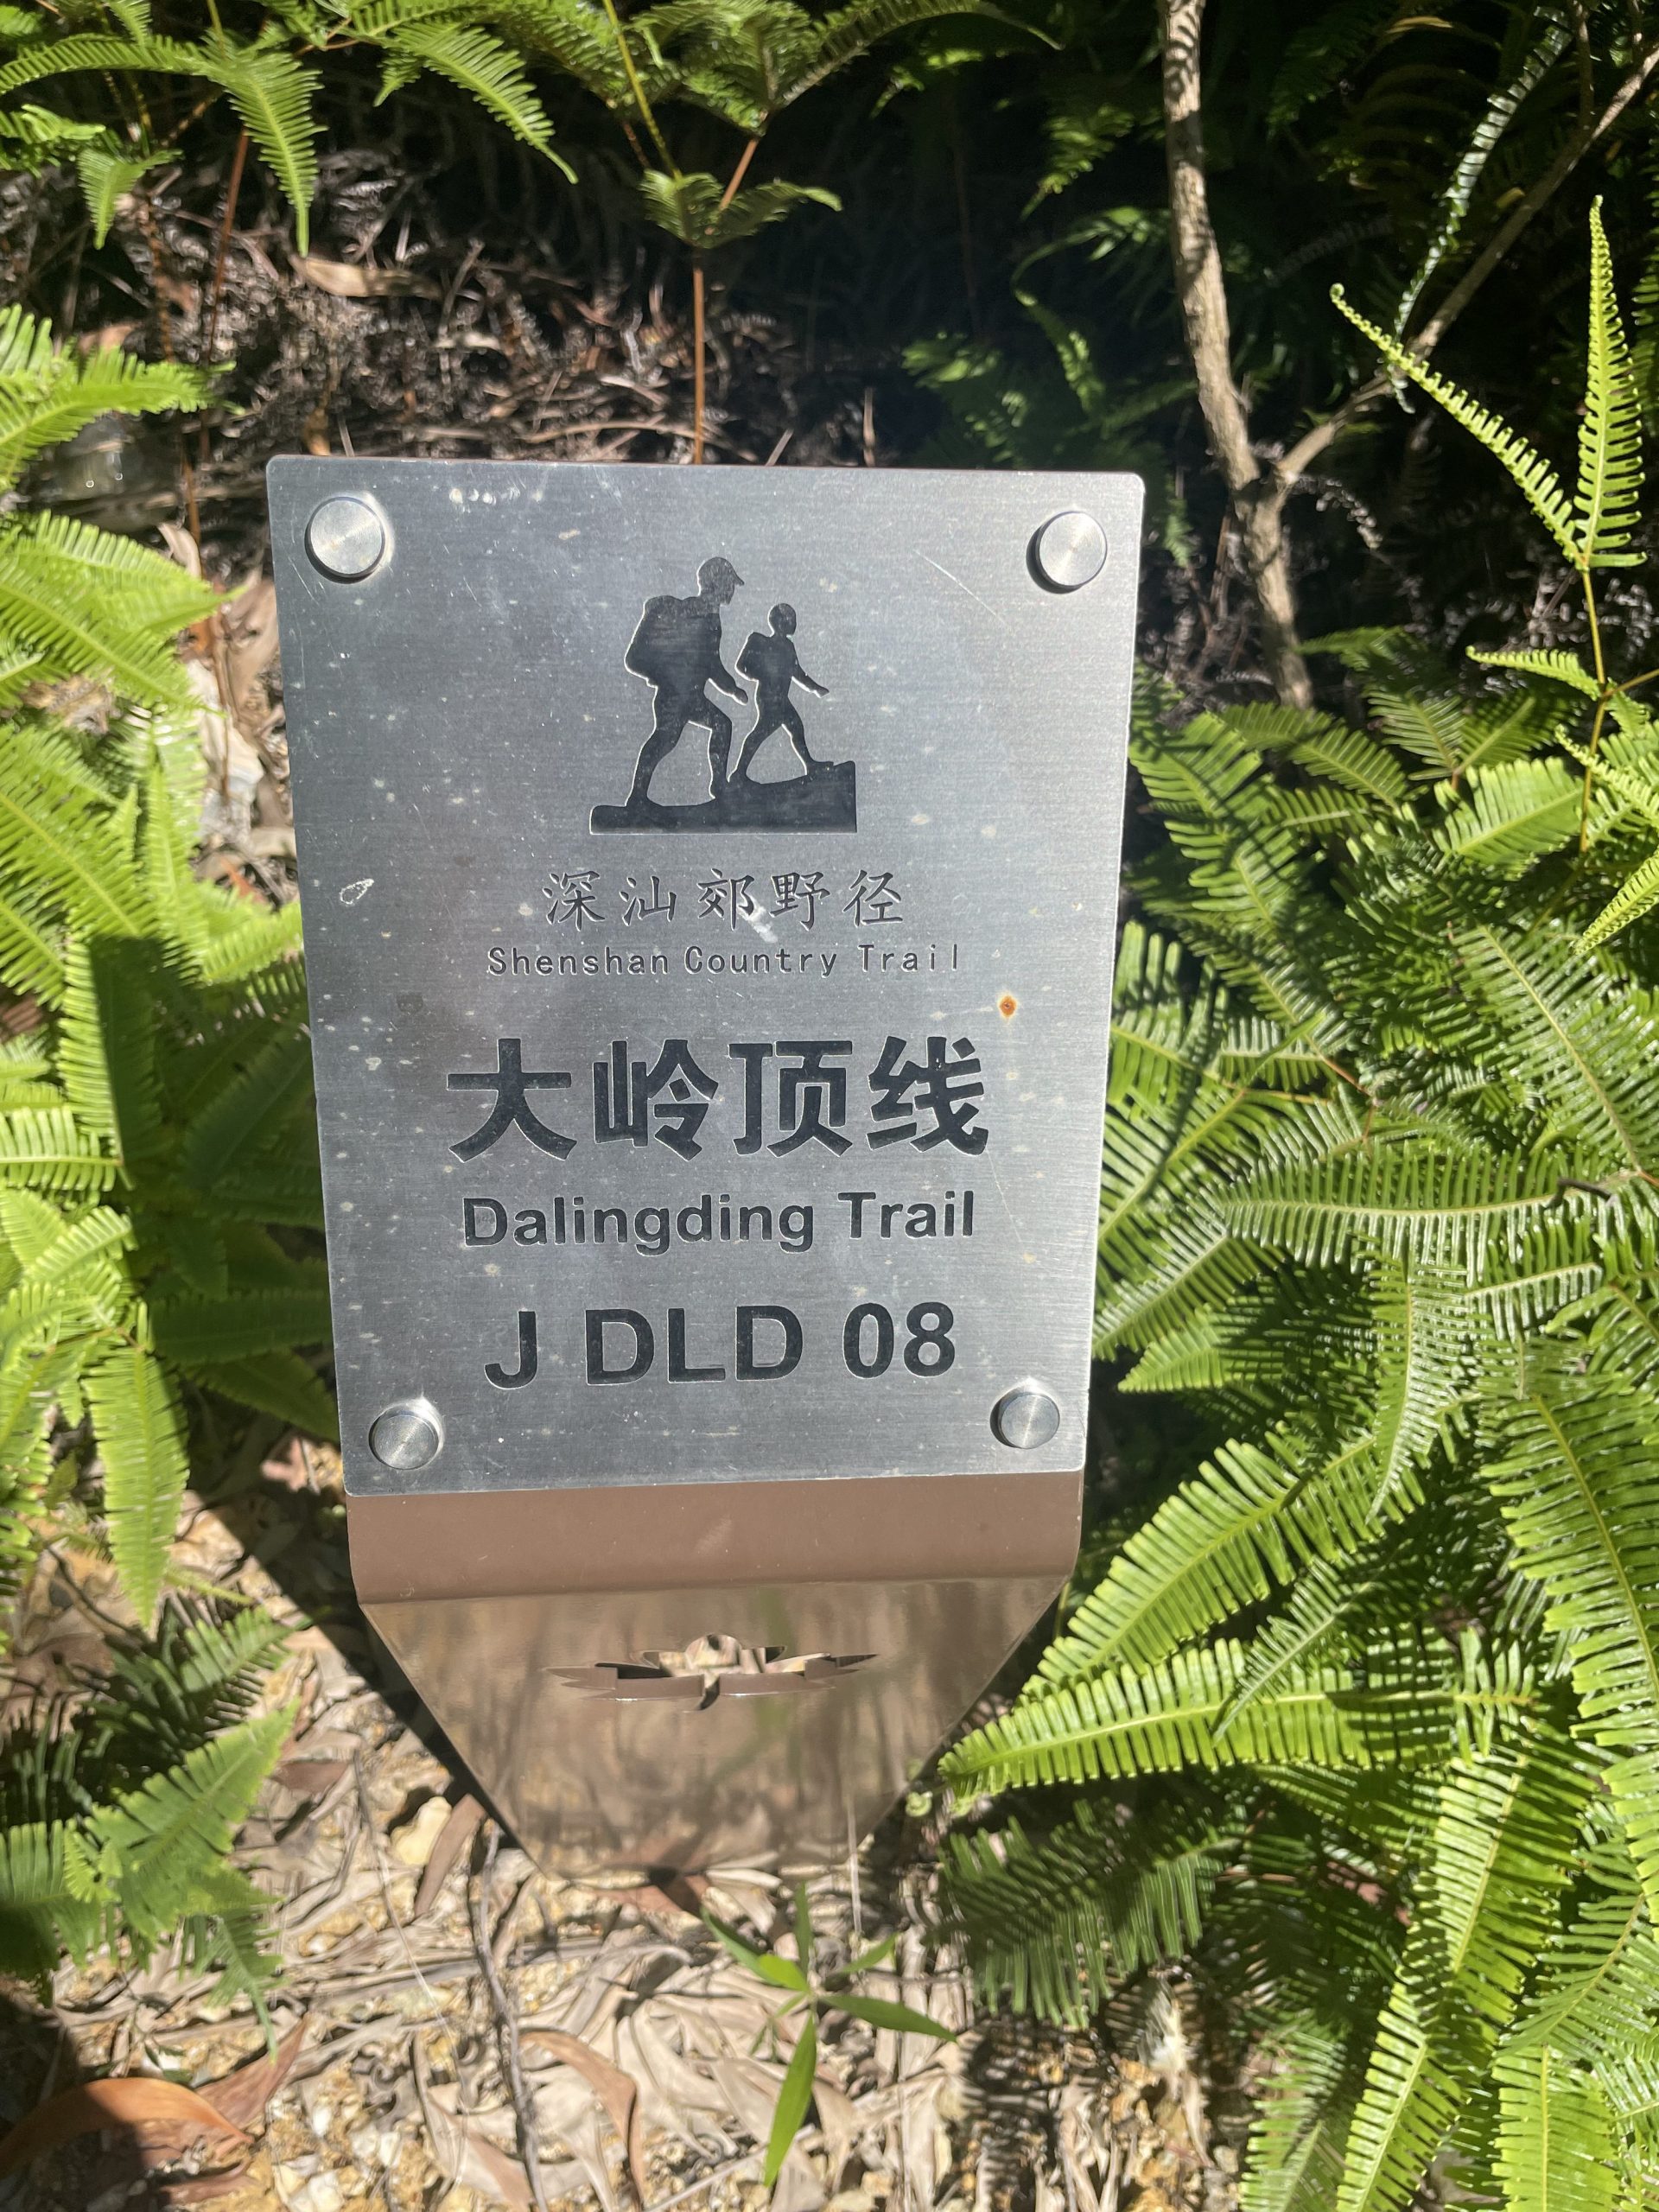 深汕郊野径
Shenshan Country Trail
大岭顶线
Dalingding Trail
J DLD 08